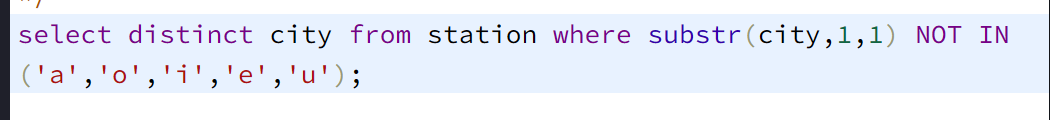 */
select distinct city from station where substr(city,1,1) NOT IN
('a','o','i','e','u');